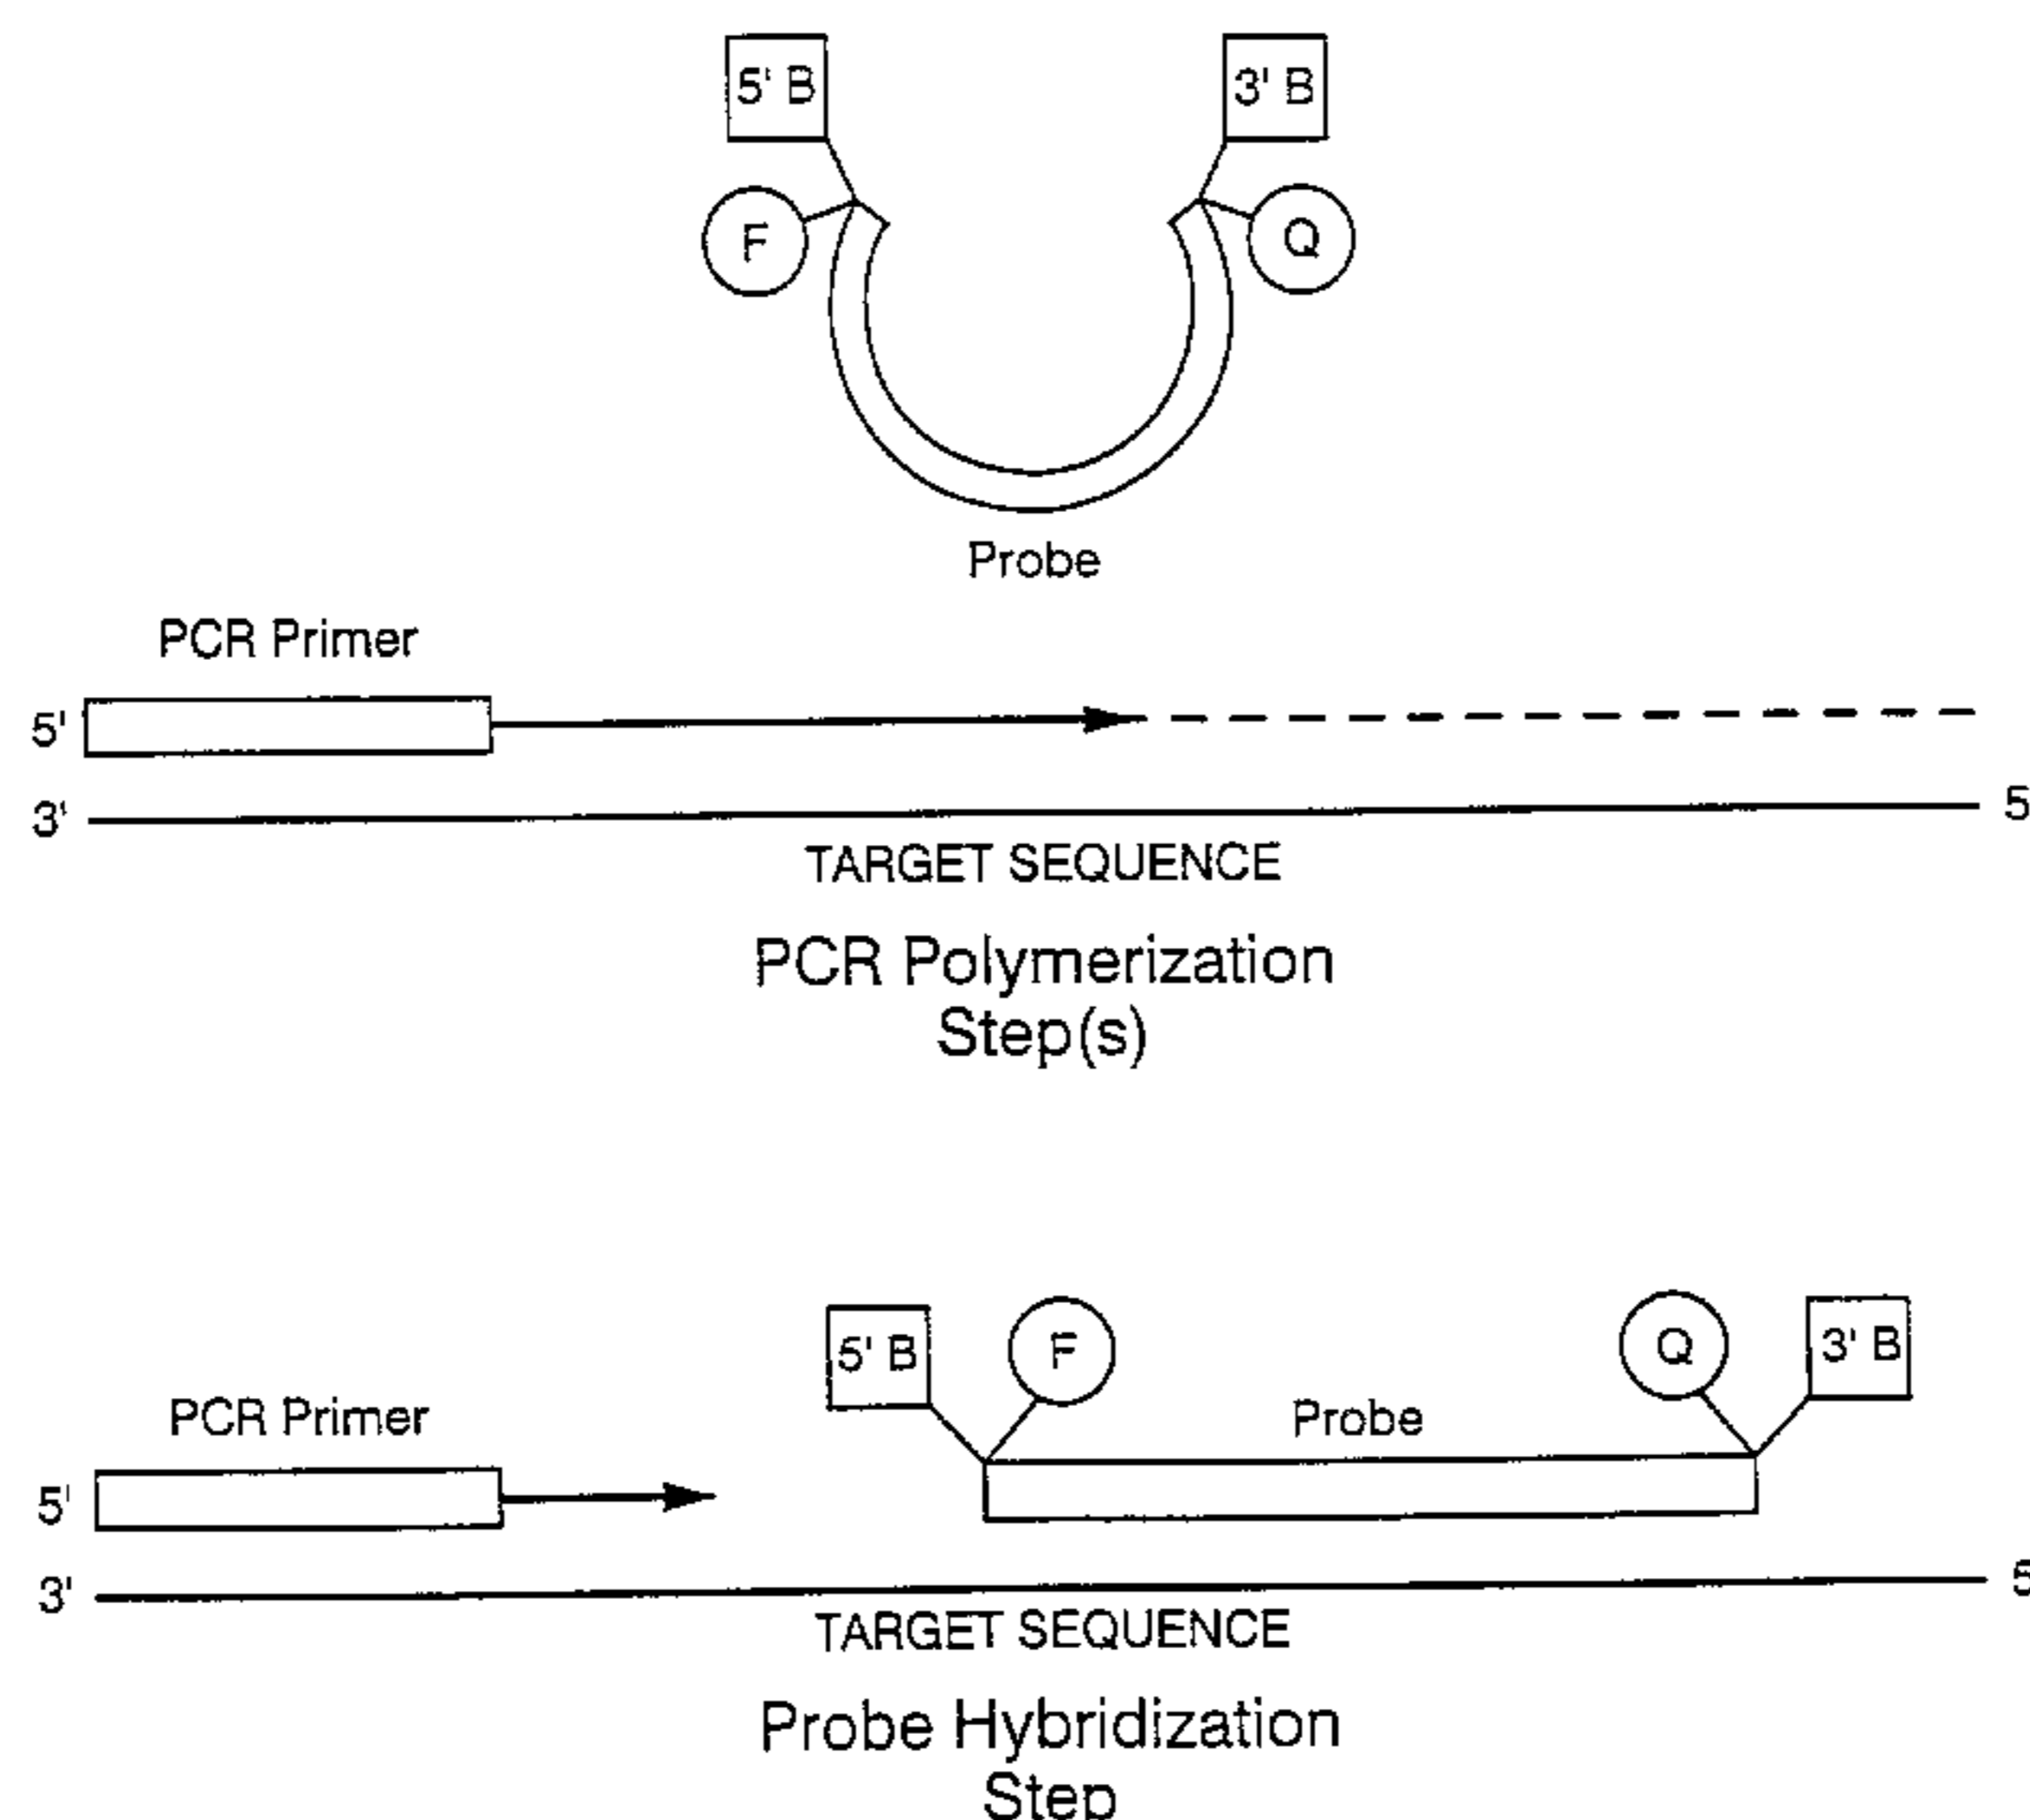 5' B
3' B
F
Q
Probe
PCR Primer
5'
3'
5
TARGET SEQUENCE
PCR Polymerization
Step(s)
5' B
F
Q
3' B
PCR Primer
Probe
5'
3'
TARGET SEQUENCE
Probe Hybridization
Step